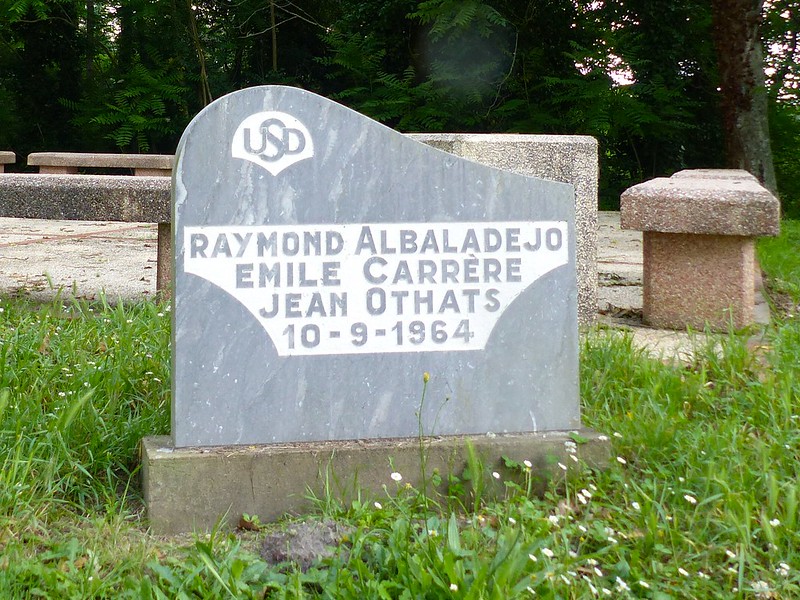 USD
RAYMOND ALBALADEJO
EMILE CARRÈRE
JEAN OTHATS
10-9-1964